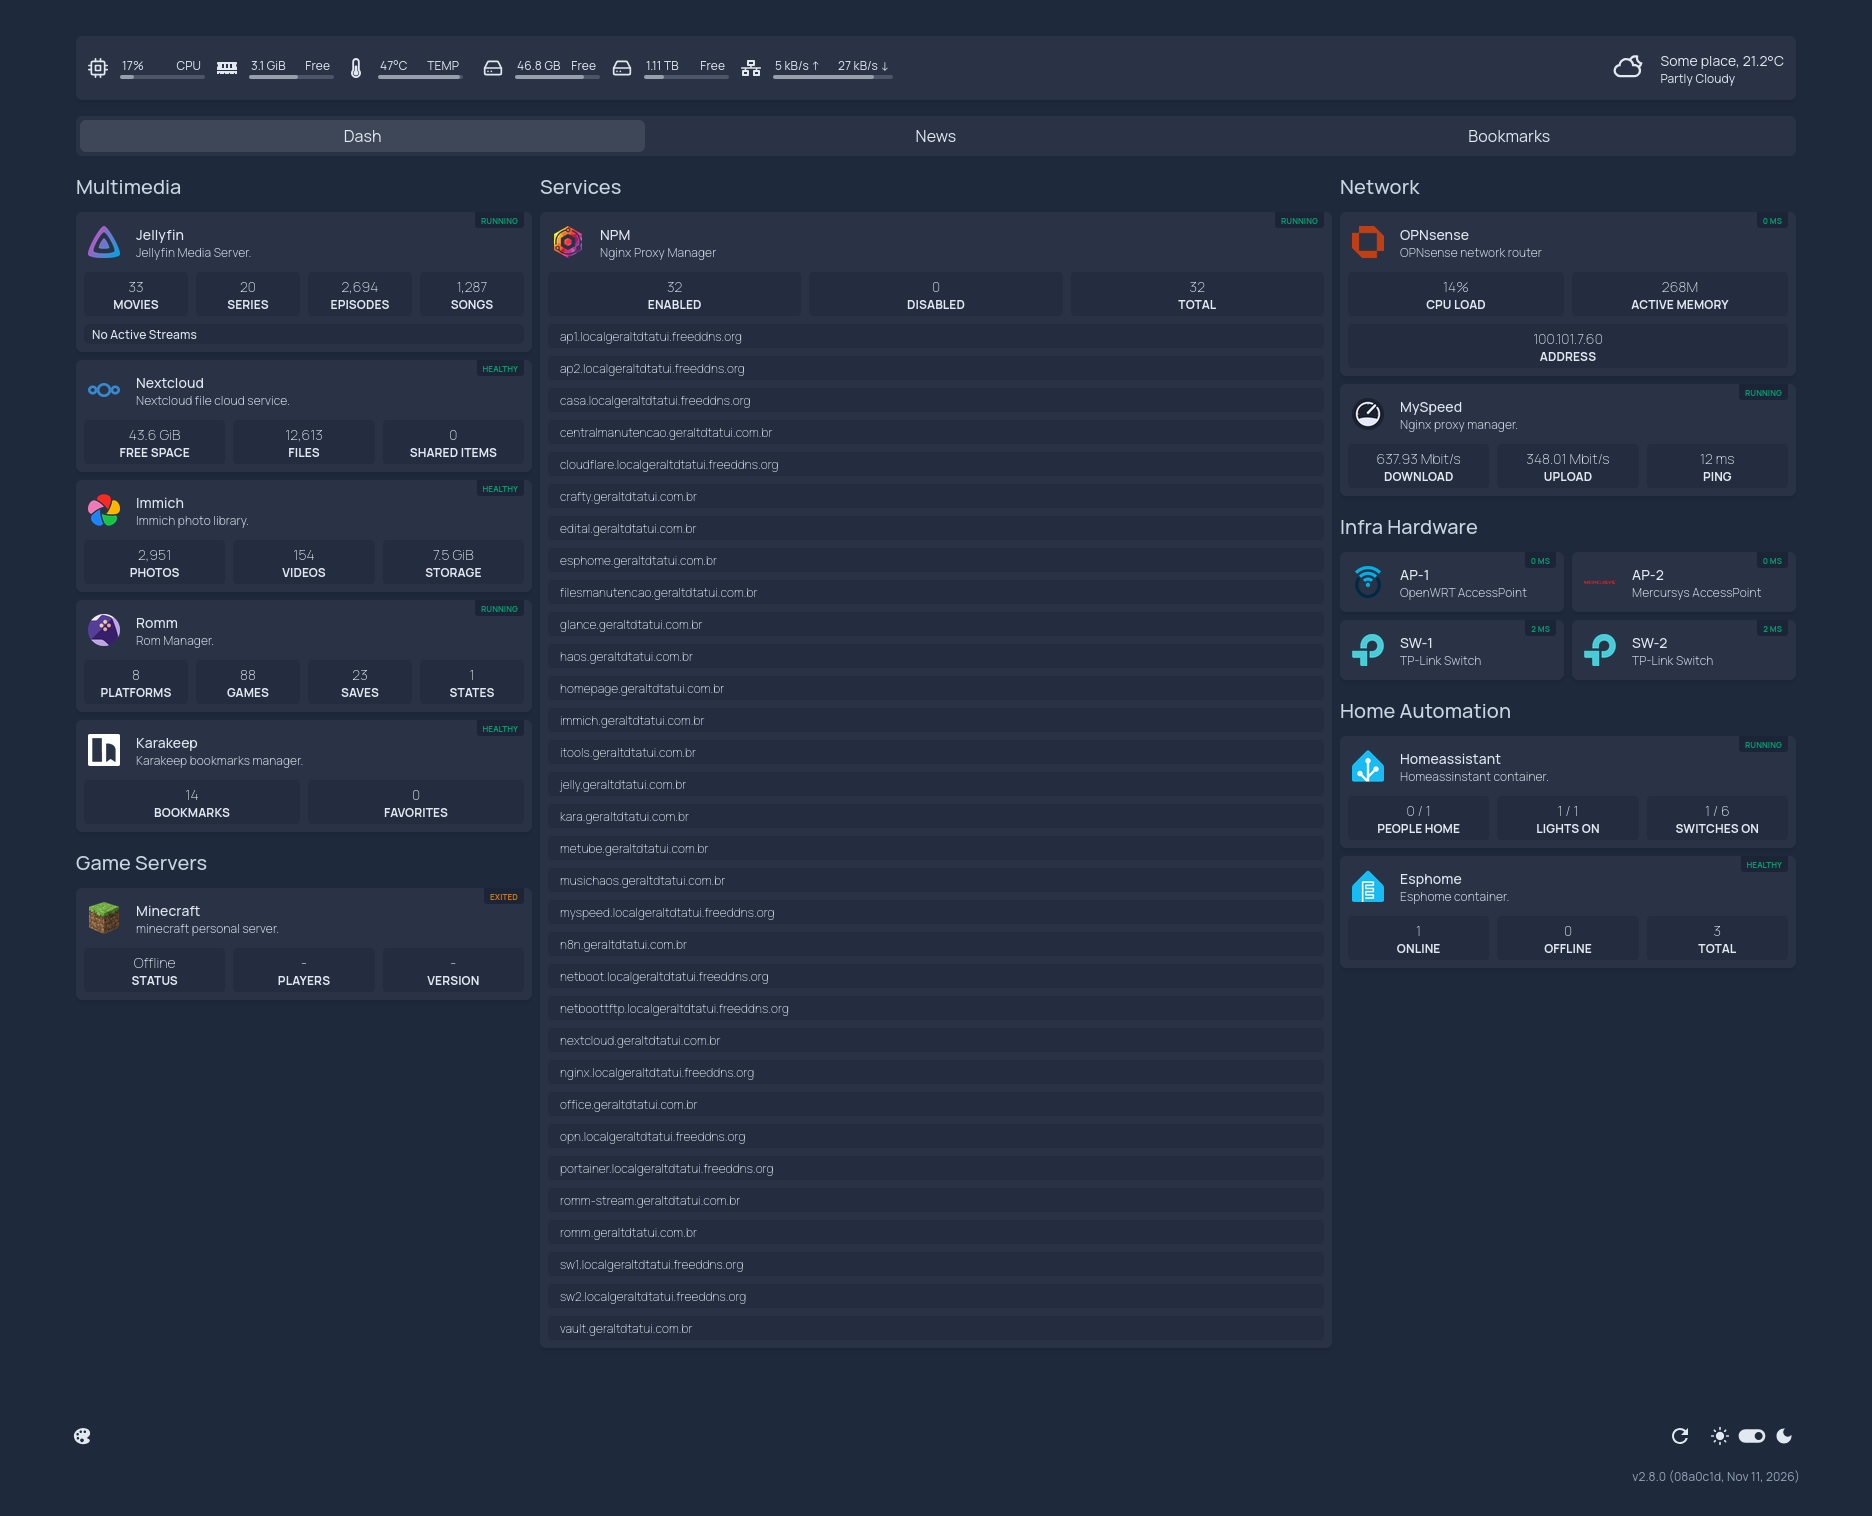 17% CPU
3.1 GiB Free
47°C TEMP
46.8 GB Free
1.11 TB Free
5 kB/s ↑ 27 kB/s ↓
Some place, 21.2°C
Partly Cloudy
Dash
News
Bookmarks
Multimedia
RUNNING
Jellyfin
Jellyfin Media Server.
33
MOVIES
20
SERIES
2,694
EPISODES
1,287
SONGS
No Active Streams
HEALTHY
Nextcloud
Nextcloud file cloud service.
43.6 GiB
FREE SPACE
12,613
FILES
0
SHARED ITEMS
HEALTHY
Immich
Immich photo library.
2,951
PHOTOS
154
VIDEOS
7.5 GiB
STORAGE
RUNNING
Romm
Rom Manager.
8
PLATFORMS
88
GAMES
23
SAVES
1
STATES
HEALTHY
Karakeep
Karakeep bookmarks manager.
14
BOOKMARKS
0
FAVORITES
Game Servers
EXITED
Minecraft
minecraft personal server.
Offline
STATUS
-
PLAYERS
-
VERSION
Services
RUNNING
NPM
Nginx Proxy Manager
32
ENABLED
0
DISABLED
32
TOTAL
ap1.localgeraltdtatui.freeddns.org
ap2.localgeraltdtatui.freeddns.org
casa.localgeraltdtatui.freeddns.org
centralmanutencao.geraltdtatui.com.br
cloudflare.localgeraltdtatui.freeddns.org
crafty.geraltdtatui.com.br
edital.geraltdtatui.com.br
esphome.geraltdtatui.com.br
filesmanutencao.geraltdtatui.com.br
glance.geraltdtatui.com.br
haos.geraltdtatui.com.br
homepage.geraltdtatui.com.br
immich.geraltdtatui.com.br
itools.geraltdtatui.com.br
jelly.geraltdtatui.com.br
kara.geraltdtatui.com.br
metube.geraltdtatui.com.br
musichaos.geraltdtatui.com.br
myspeed.localgeraltdtatui.freeddns.org
n8n.geraltdtatui.com.br
netboot.localgeraltdtatui.freeddns.org
netboottftp.localgeraltdtatui.freeddns.org
nextcloud.geraltdtatui.com.br
nginx.localgeraltdtatui.freeddns.org
office.geraltdtatui.com.br
opn.localgeraltdtatui.freeddns.org
portainer.localgeraltdtatui.freeddns.org
romm-stream.geraltdtatui.com.br
romm.geraltdtatui.com.br
sw1.localgeraltdtatui.freeddns.org
sw2.localgeraltdtatui.freeddns.org
vault.geraltdtatui.com.br
Network
0 MS
OPNsense
OPNsense network router
14%
CPU LOAD
268M
ACTIVE MEMORY
100.101.7.60
ADDRESS
RUNNING
MySpeed
Nginx proxy manager.
637.93 Mbit/s
DOWNLOAD
348.01 Mbit/s
UPLOAD
12 ms
PING
Infra Hardware
0 MS
AP-1
OpenWRT AccessPoint
0 MS
AP-2
Mercursys AccessPoint
2 MS
SW-1
TP-Link Switch
2 MS
SW-2
TP-Link Switch
Home Automation
RUNNING
Homeassistant
Homeassinstant container.
0 / 1
PEOPLE HOME
1 / 1
LIGHTS ON
1 / 6
SWITCHES ON
HEALTHY
Esphome
Esphome container.
1
ONLINE
0
OFFLINE
3
TOTAL
v2.8.0 (08a0c1d, Nov 11, 2026)